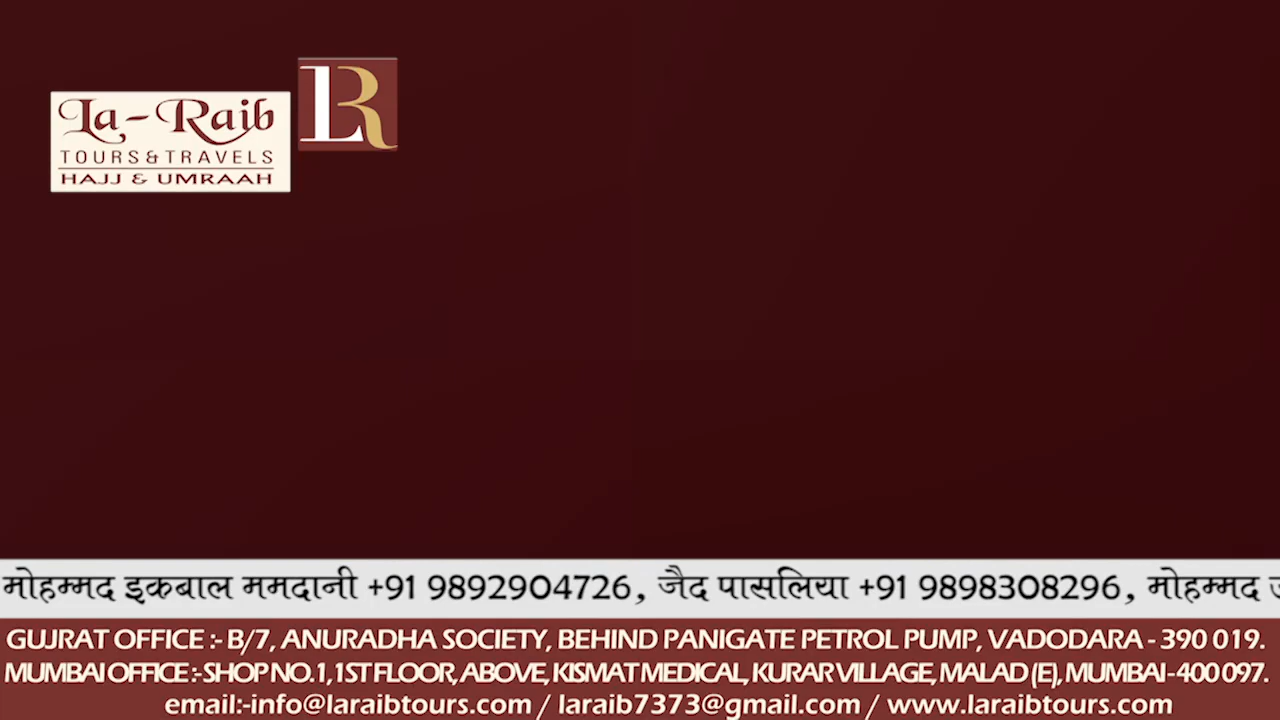 La-Raib
TOURS & TRAVELS
HAJJ & UMRAAH
LR
मोहम्मद इकबाल ममदानी +91 9892904726, जैद पासलिया +91 9898308296, मोहम्मद
GUJRAT OFFICE :- B/7, ANURADHA SOCIETY, BEHIND PANIGATE PETROL PUMP, VADODARA - 390 019.
MUMBAI OFFICE :- SHOP NO. 1, 1ST FLOOR, ABOVE, KISMAT MEDICAL, KURAR VILLAGE, MALAD (E), MUMBAI - 400 097.
email:-info@laraibtours.com / laraib7373@gmail.com / www.laraibtours.com